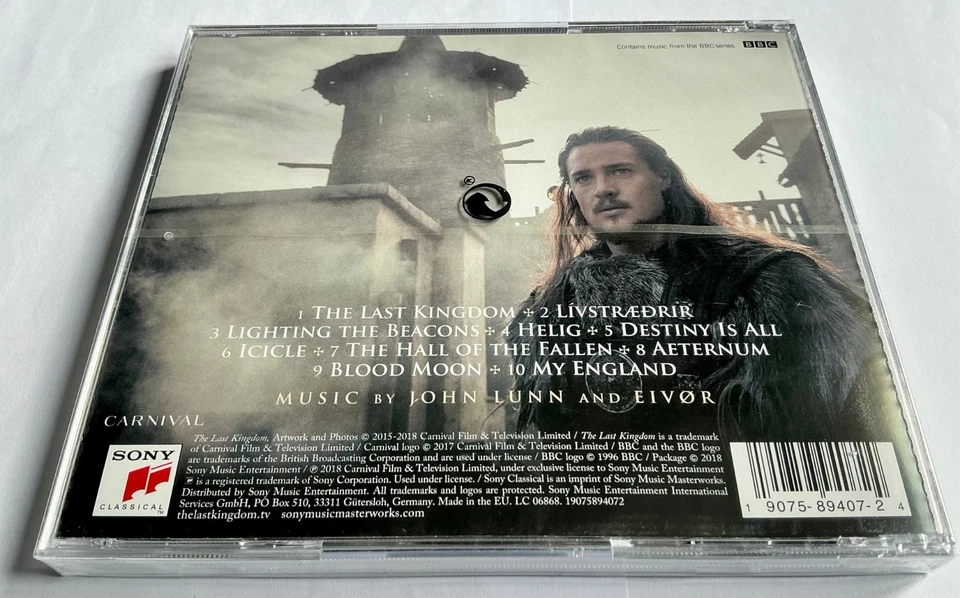 Contains music from the BBC series BBC
1 THE LAST KINGDOM ✢ 2 LÍVSTRÆÐRIR
3 LIGHTING THE BEACONS ✢ 4 HELIG ✢ 5 DESTINY IS ALL
6 ICICLE ✢ 7 THE HALL OF THE FALLEN ✢ 8 AETERNUM
9 BLOOD MOON ✢ 10 MY ENGLAND
MUSIC BY JOHN LUNN AND EIVØR
CARNIVAL
SONY
CLASSICAL™
The Last Kingdom, Artwork and Photos © 2015-2018 Carnival Film & Television Limited / The Last Kingdom is a trademark
of Carnival Film & Television Limited / Carnival logo © 2017 Carnival Film & Television Limited / BBC and the BBC logo
are trademarks of the British Broadcasting Corporation and are used under license / BBC logo © 1996 BBC / Package © 2018
Sony Music Entertainment / ℗ 2018 Carnival Film & Television Limited, under exclusive license to Sony Music Entertainment
is a registered trademark of Sony Corporation. Used under license. / Sony Classical is an imprint of Sony Music Masterworks.
Distributed by Sony Music Entertainment. All trademarks and logos are protected. Sony Music Entertainment International
Services GmbH, PO Box 510, 33311 Gütersloh, Germany. Made in the EU. LC 06868. 19075894072
thelastkingdom.tv sonymusicmasterworks.com
1 9075-89407-2 4